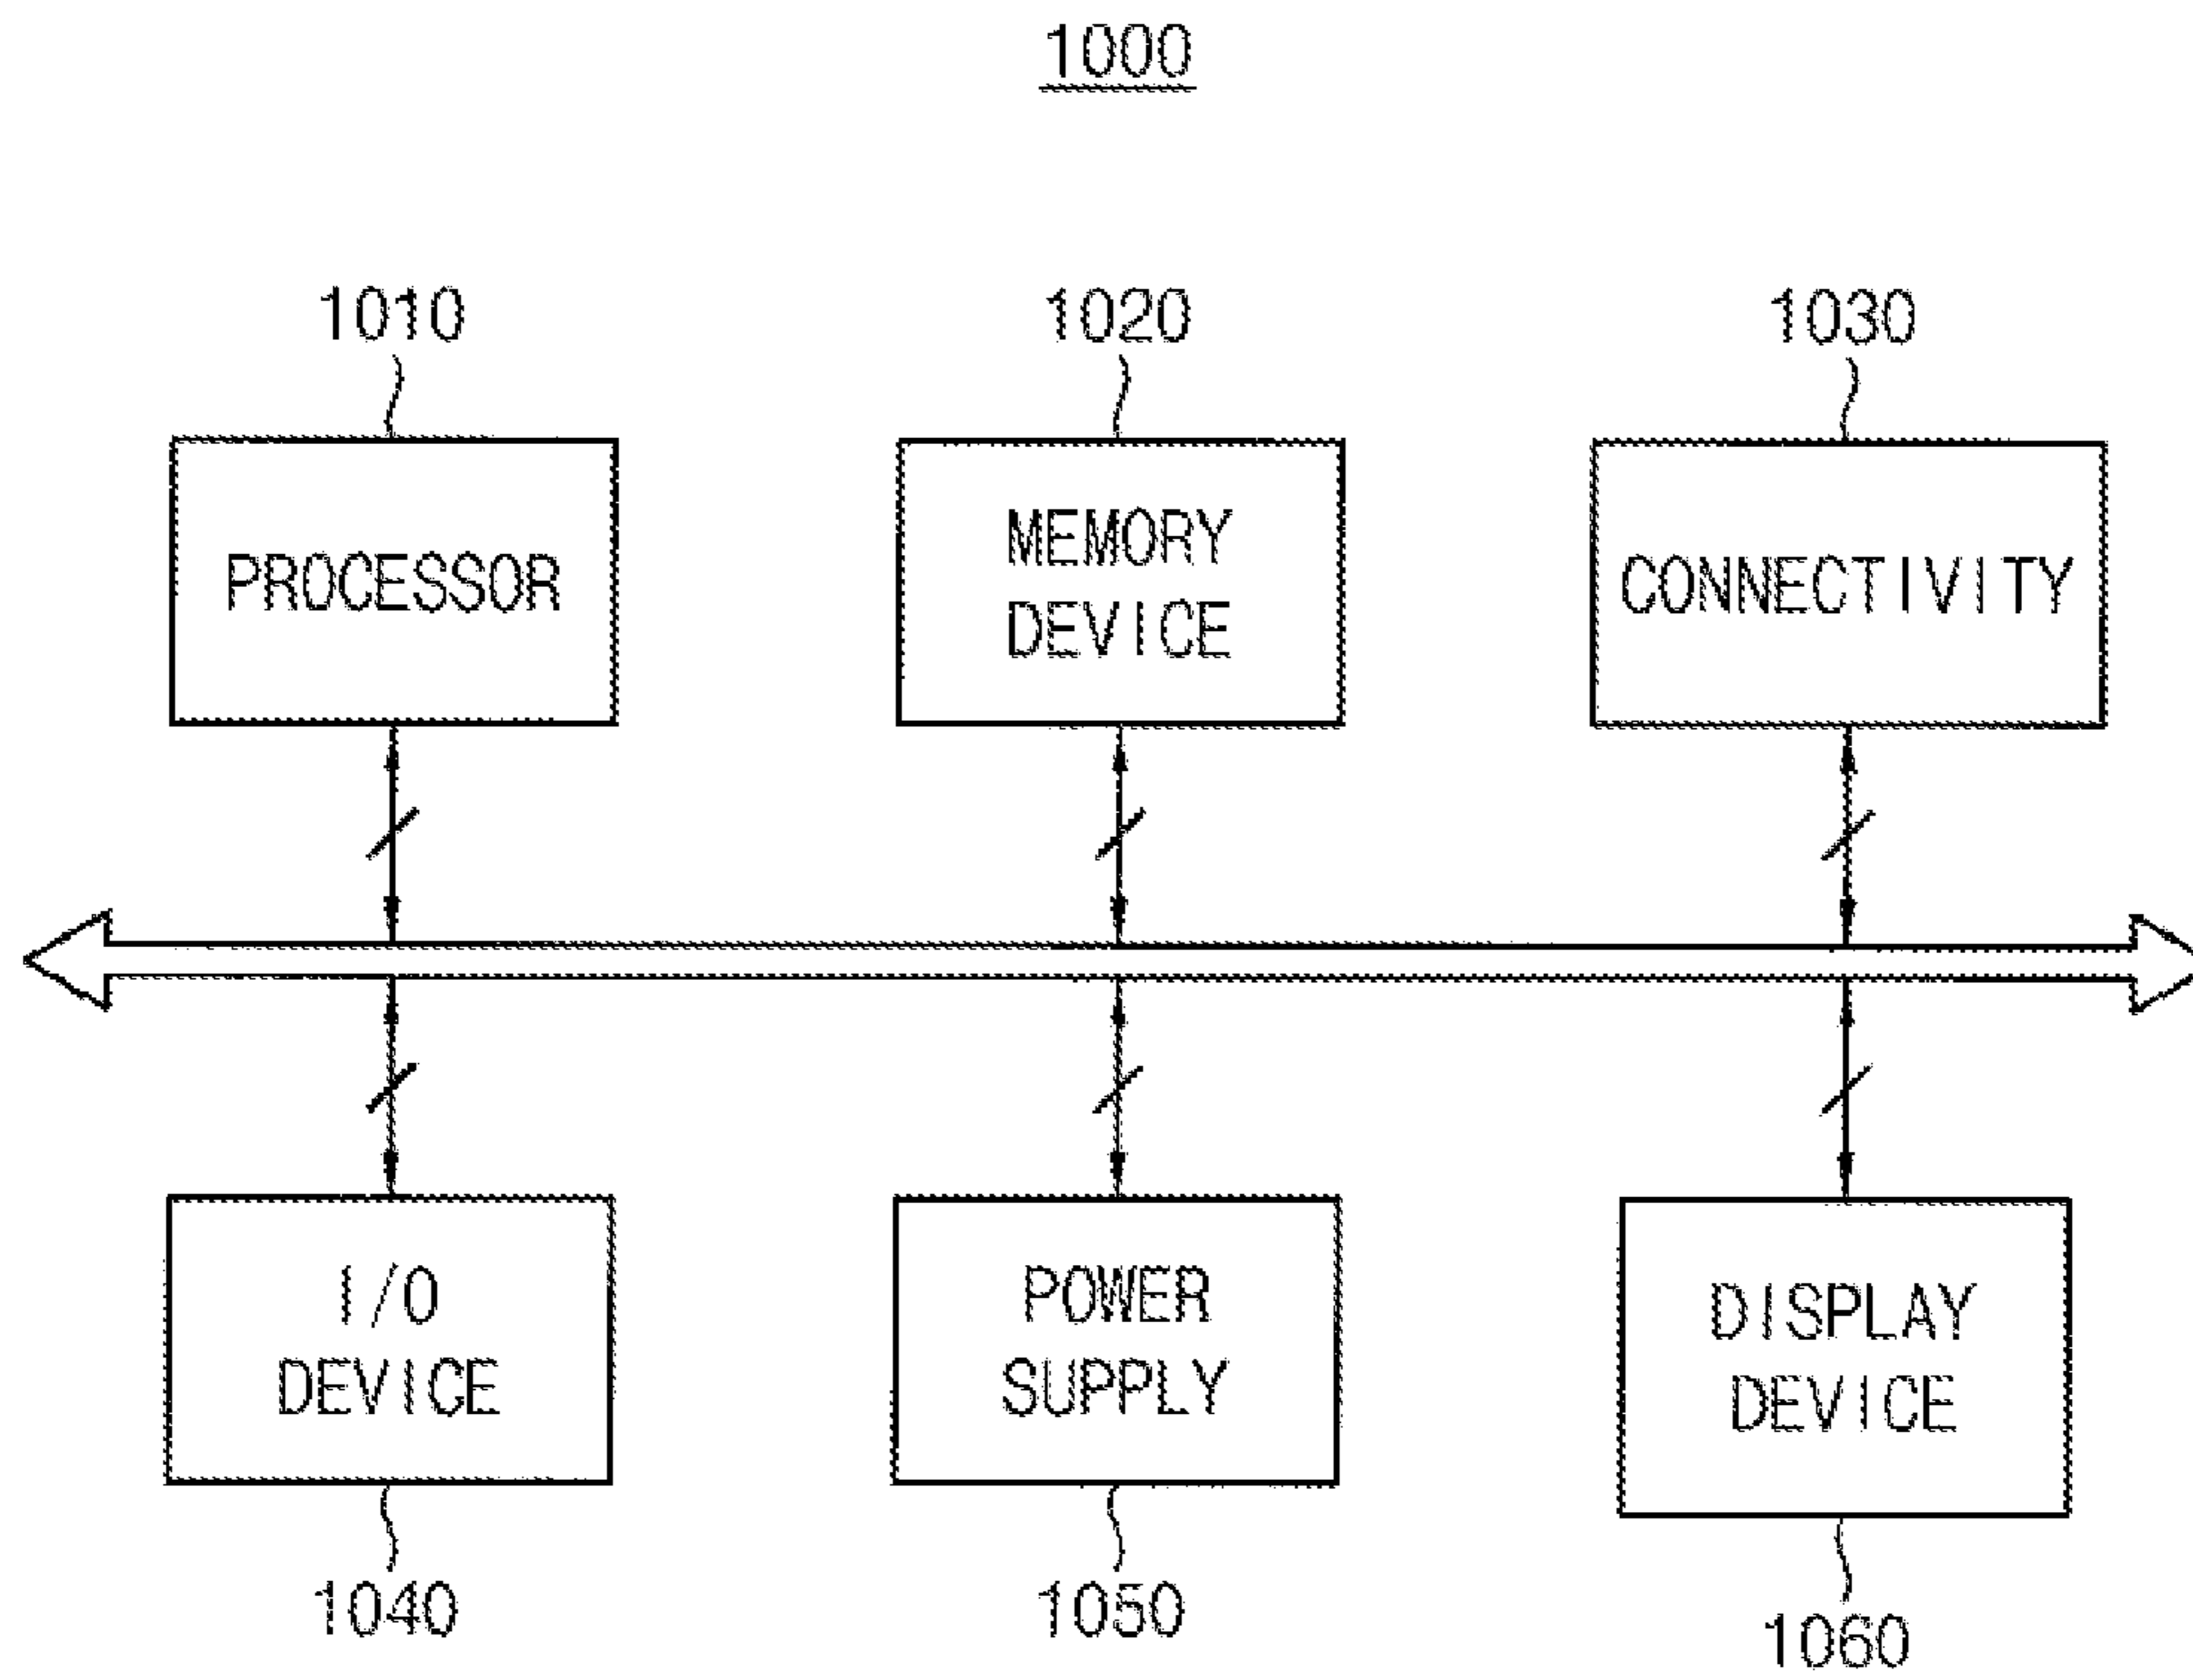 1000
1010
1020
1030
PROCESSOR
MEMORY
DEVICE
CONNECTIVITY
I/O
DEVICE
POWER
SUPPLY
DISPLAY
DEVICE
1040
1050
1060